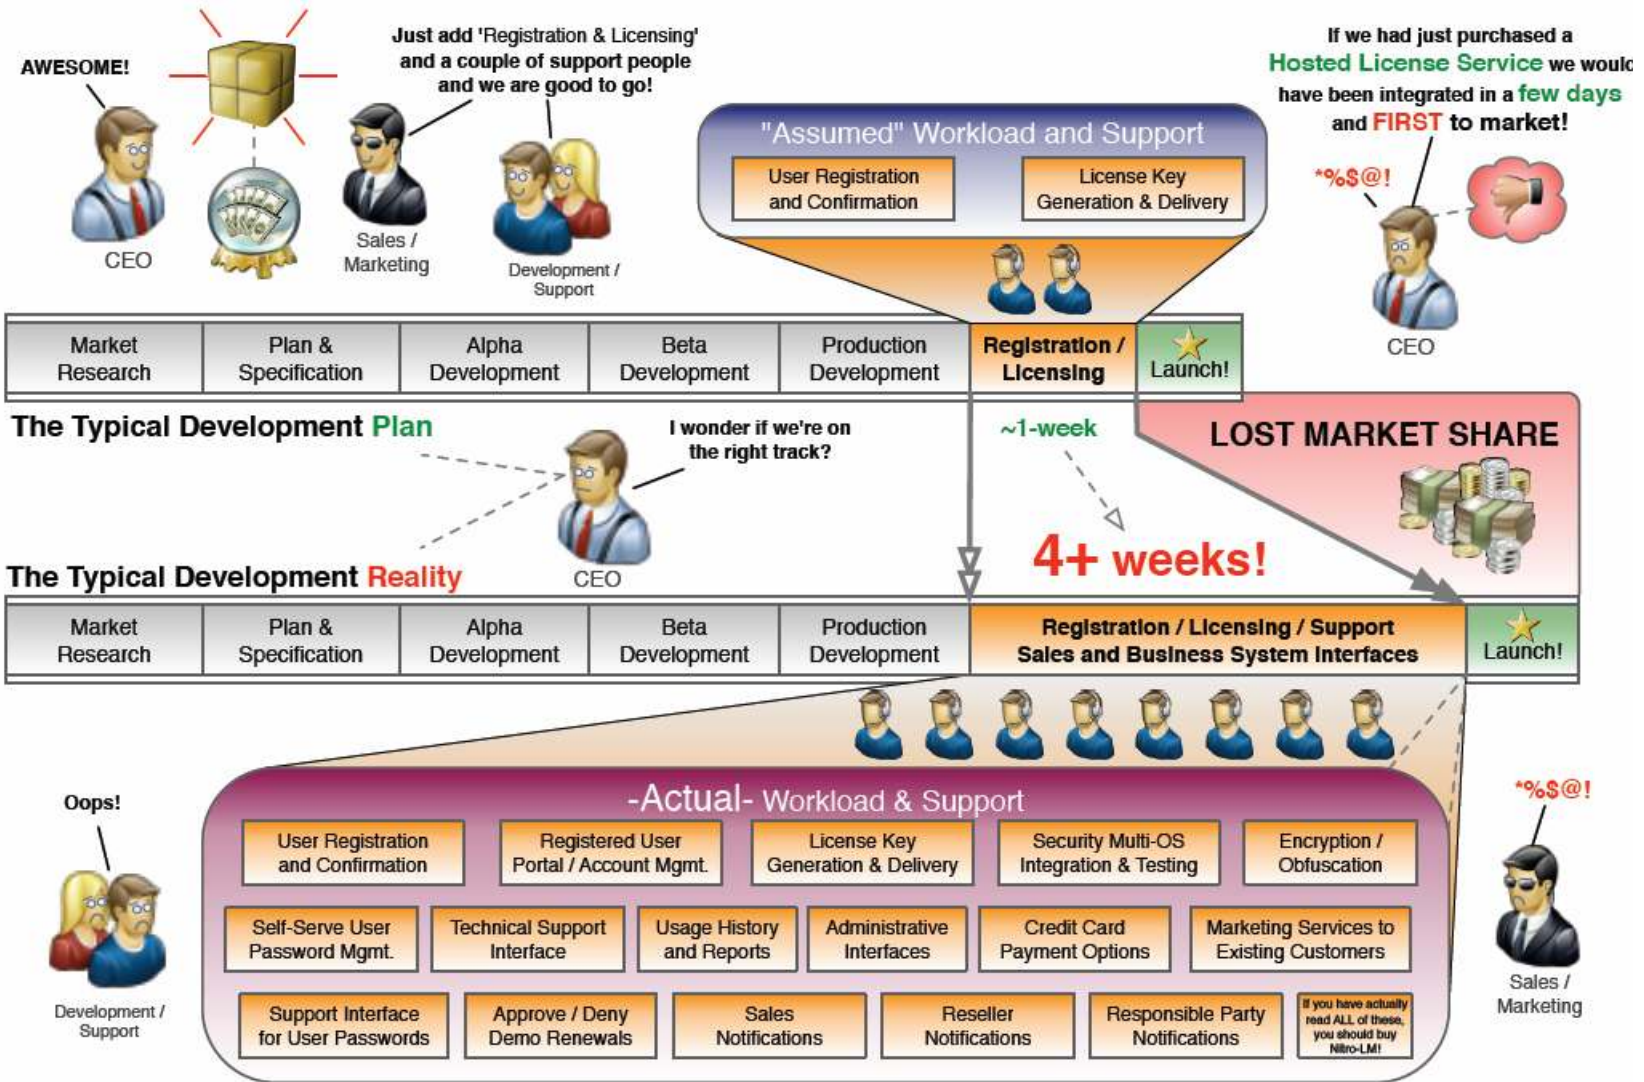 AWESOME!
CEO
Just add 'Registration & Licensing'
and a couple of support people
and we are good to go!
Sales /
Marketing
Development /
Support
"Assumed" Workload and Support
User Registration
and Confirmation
License Key
Generation & Delivery
If we had just purchased a
Hosted License Service we would
have been integrated in a few days
and FIRST to market!
*%$@!
CEO
Market
Research
Plan &
Specification
Alpha
Development
Beta
Development
Production
Development
Registration /
Licensing
Launch!
The Typical Development Plan
I wonder if we're on
the right track?
CEO
~1-week
4+ weeks!
LOST MARKET SHARE
The Typical Development Reality
Market
Research
Plan &
Specification
Alpha
Development
Beta
Development
Production
Development
Registration / Licensing / Support
Sales and Business System Interfaces
Launch!
Oops!
Development /
Support
-Actual- Workload & Support
User Registration
and Confirmation
Registered User
Portal / Account Mgmt.
License Key
Generation & Delivery
Security Multi-OS
Integration & Testing
Encryption /
Obfuscation
Self-Serve User
Password Mgmt.
Technical Support
Interface
Usage History
and Reports
Administrative
Interfaces
Credit Card
Payment Options
Marketing Services to
Existing Customers
Support Interface
for User Passwords
Approve / Deny
Demo Renewals
Sales
Notifications
Reseller
Notifications
Responsible Party
Notifications
If you have actually
read ALL of these,
you should buy
Nitro-LM!
*%$@!
Sales /
Marketing